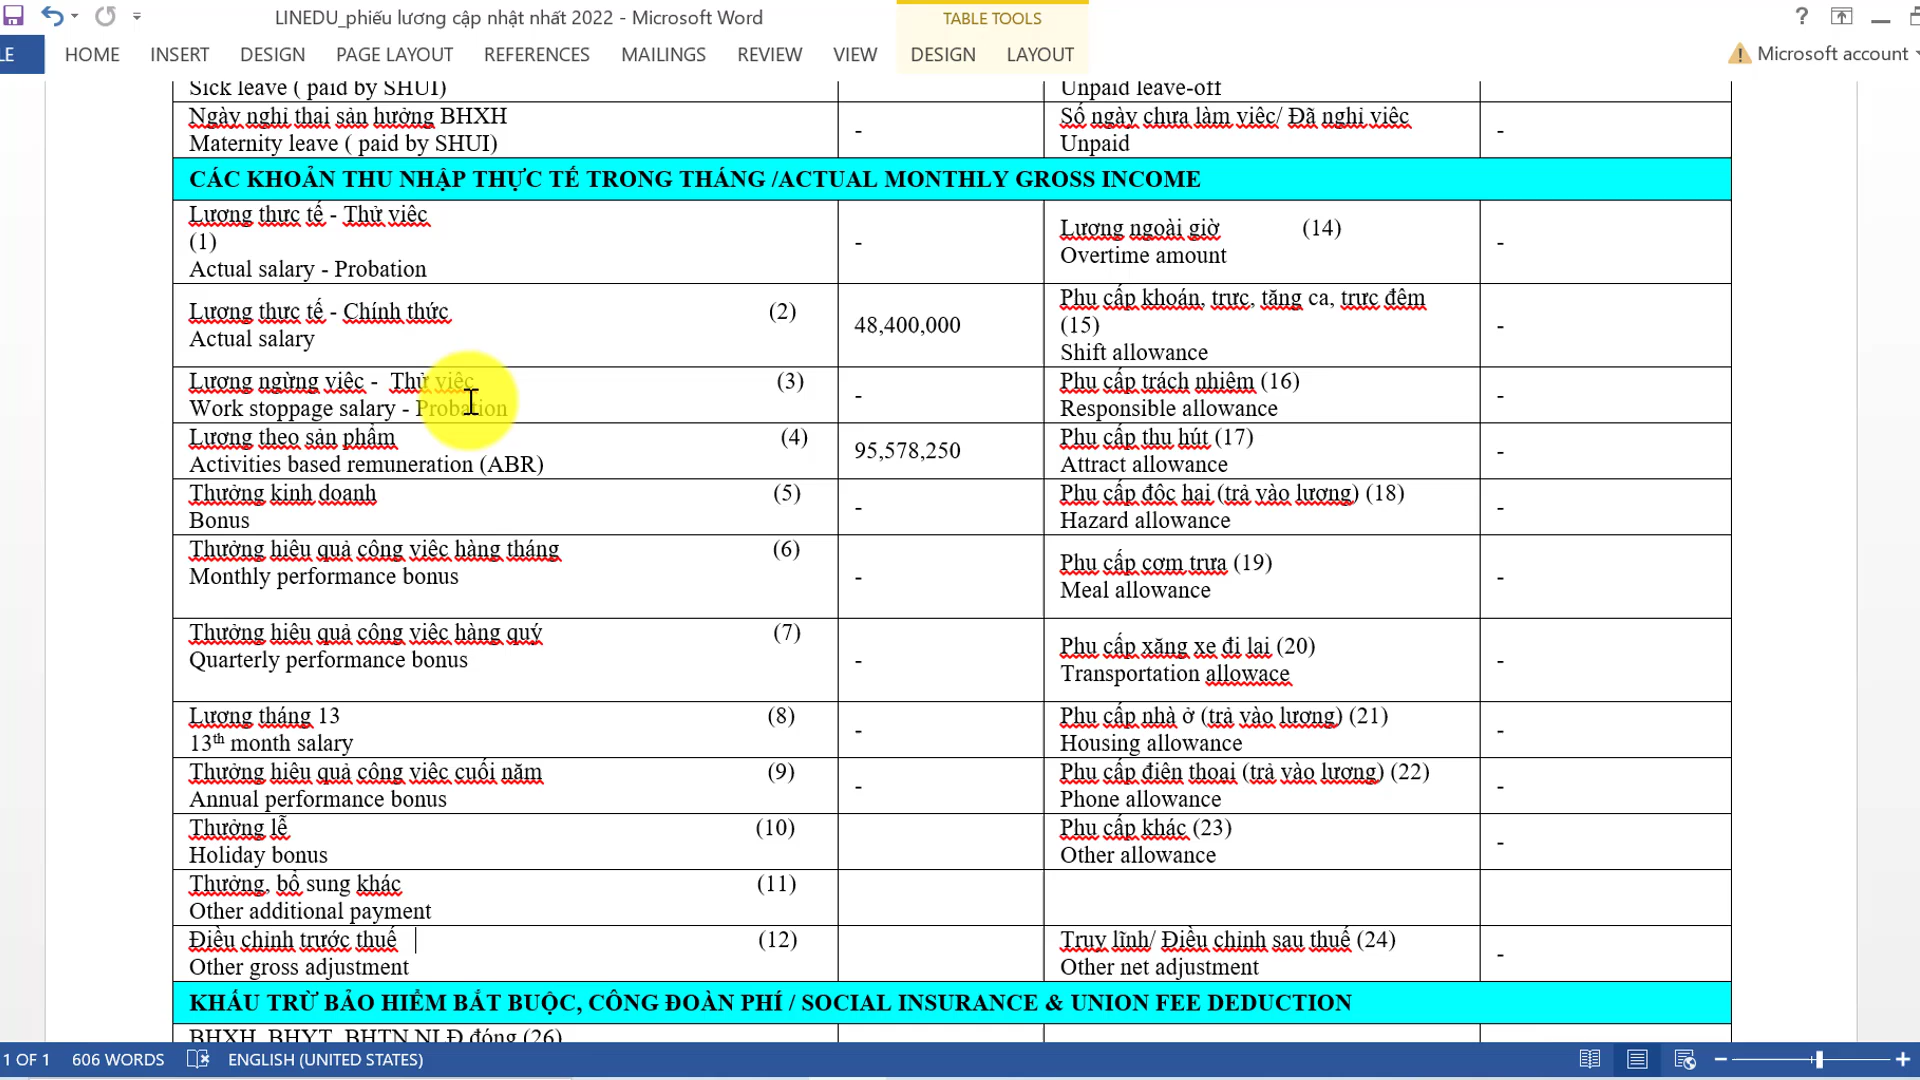 LINEDU_phiếu lương cập nhật nhất 2022 - Microsoft Word
TABLE TOOLS
?
LE
HOME
INSERT
DESIGN
PAGE LAYOUT
REFERENCES
MAILINGS
REVIEW
VIEW
DESIGN
LAYOUT
Microsoft account
Sick leave ( paid by SHUI)
Unpaid leave-off
Ngày nghỉ thai sản hưởng BHXH
Maternity leave ( paid by SHUI)
-
Số ngày chưa làm việc/ Đã nghỉ việc
Unpaid
-
CÁC KHOẢN THU NHẬP THỰC TẾ TRONG THÁNG /ACTUAL MONTHLY GROSS INCOME
Lương thực tế - Thử việc
(1)
Actual salary - Probation
-
Lương ngoài giờ (14)
Overtime amount
-
Lương thực tế - Chính thức (2)
Actual salary
48,400,000
Phụ cấp khoán, trực, tăng ca, trực đêm
(15)
Shift allowance
-
Lương ngừng việc - Thử việc (3)
Work stoppage salary - Probation
-
Phụ cấp trách nhiệm (16)
Responsible allowance
-
Lương theo sản phẩm (4)
Activities based remuneration (ABR)
95,578,250
Phụ cấp thu hút (17)
Attract allowance
-
Thưởng kinh doanh (5)
Bonus
-
Phụ cấp độc hại (trả vào lương) (18)
Hazard allowance
-
Thưởng hiệu quả công việc hàng tháng (6)
Monthly performance bonus
-
Phụ cấp cơm trưa (19)
Meal allowance
-
Thưởng hiệu quả công việc hàng quý (7)
Quarterly performance bonus
-
Phụ cấp xăng xe đi lại (20)
Transportation allowace
-
Lương tháng 13 (8)
13th month salary
-
Phụ cấp nhà ở (trả vào lương) (21)
Housing allowance
-
Thưởng hiệu quả công việc cuối năm (9)
Annual performance bonus
-
Phụ cấp điện thoại (trả vào lương) (22)
Phone allowance
-
Thưởng lễ (10)
Holiday bonus
Phụ cấp khác (23)
Other allowance
-
Thưởng, bổ sung khác (11)
Other additional payment
Điều chỉnh trước thuế (12)
Other gross adjustment
Truy lĩnh/ Điều chỉnh sau thuế (24)
Other net adjustment
-
KHẤU TRỪ BẢO HIỂM BẮT BUỘC, CÔNG ĐOÀN PHÍ / SOCIAL INSURANCE & UNION FEE DEDUCTION
BHXH, BHYT, BHTN NLĐ đóng (26)
1 OF 1
606 WORDS
ENGLISH (UNITED STATES)